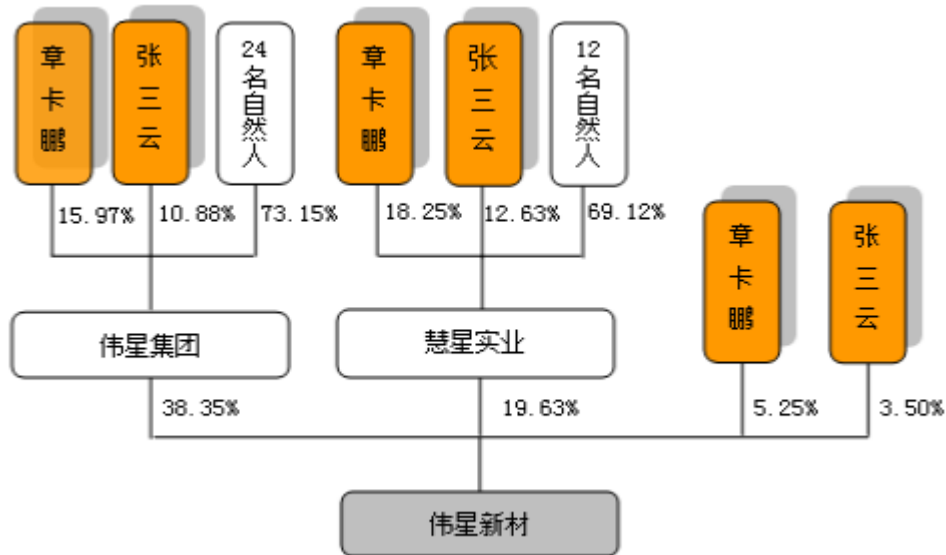 章卡鹏
张三云
24名自然人
章卡鹏
张三云
12名自然人
15.97%
10.88%
73.15%
18.25%
12.63%
69.12%
章卡鹏
张三云
伟星集团
慧星实业
38.35%
19.63%
5.25%
3.50%
伟星新材